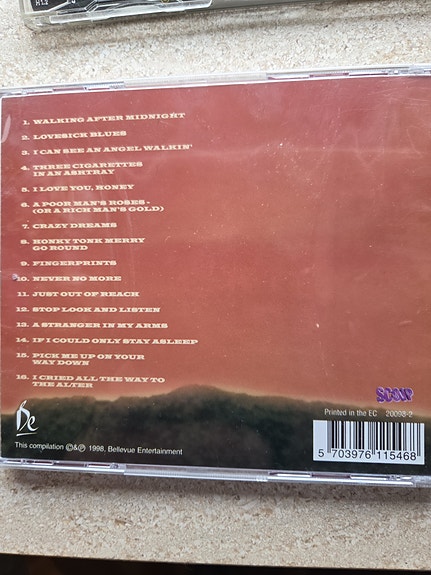 1. WALKING AFTER MIDNIGHT
2. LOVESICK BLUES
3. I CAN SEE AN ANGEL WALKIN'
4. THREE CIGARETTES
IN AN ASHTRAY
5. I LOVE YOU, HONEY
6. A POOR MAN'S ROSES -
(OR A RICH MAN'S GOLD)
7. CRAZY DREAMS
8. HONKY TONK MERRY
GO ROUND
9. FINGERPRINTS
10. NEVER NO MORE
11. JUST OUT OF REACH
12. STOP LOOK AND LISTEN
13. A STRANGER IN MY ARMS
14. IF I COULD ONLY STAY ASLEEP
15. PICK ME UP ON YOUR
WAY DOWN
16. I CRIED ALL THE WAY TO
THE ALTER
Be
This compilation ©&℗ 1998, Bellevue Entertainment
Printed in the EC 20098-2
5 703976 115468